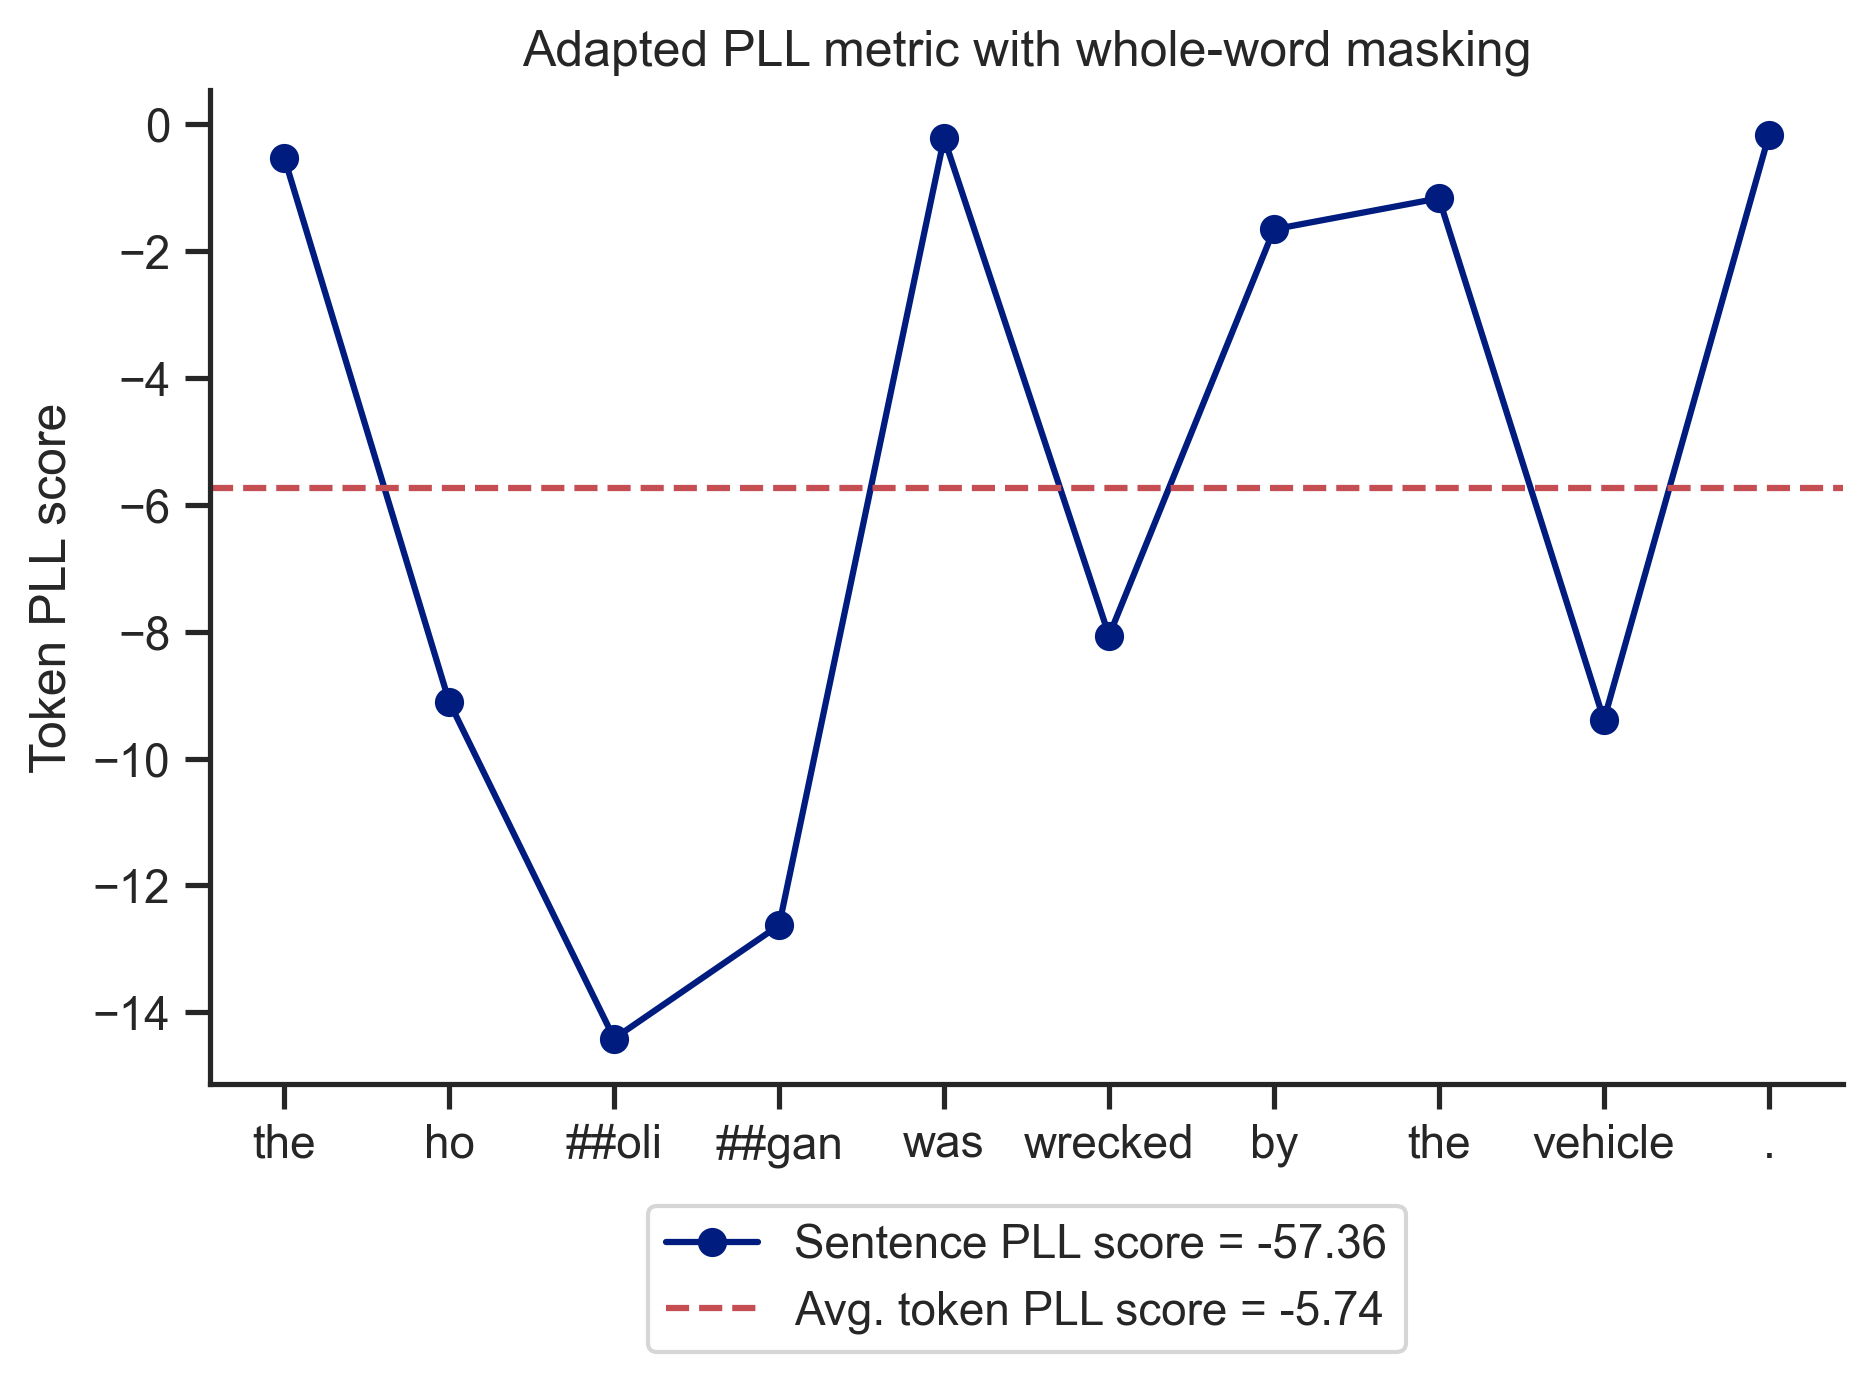 Adapted PLL metric with whole-word masking
Token PLL score
0
−2
−4
−6
−8
−10
−12
−14
the ho ##oli ##gan was wrecked by the vehicle .
Sentence PLL score = -57.36
Avg. token PLL score = -5.74